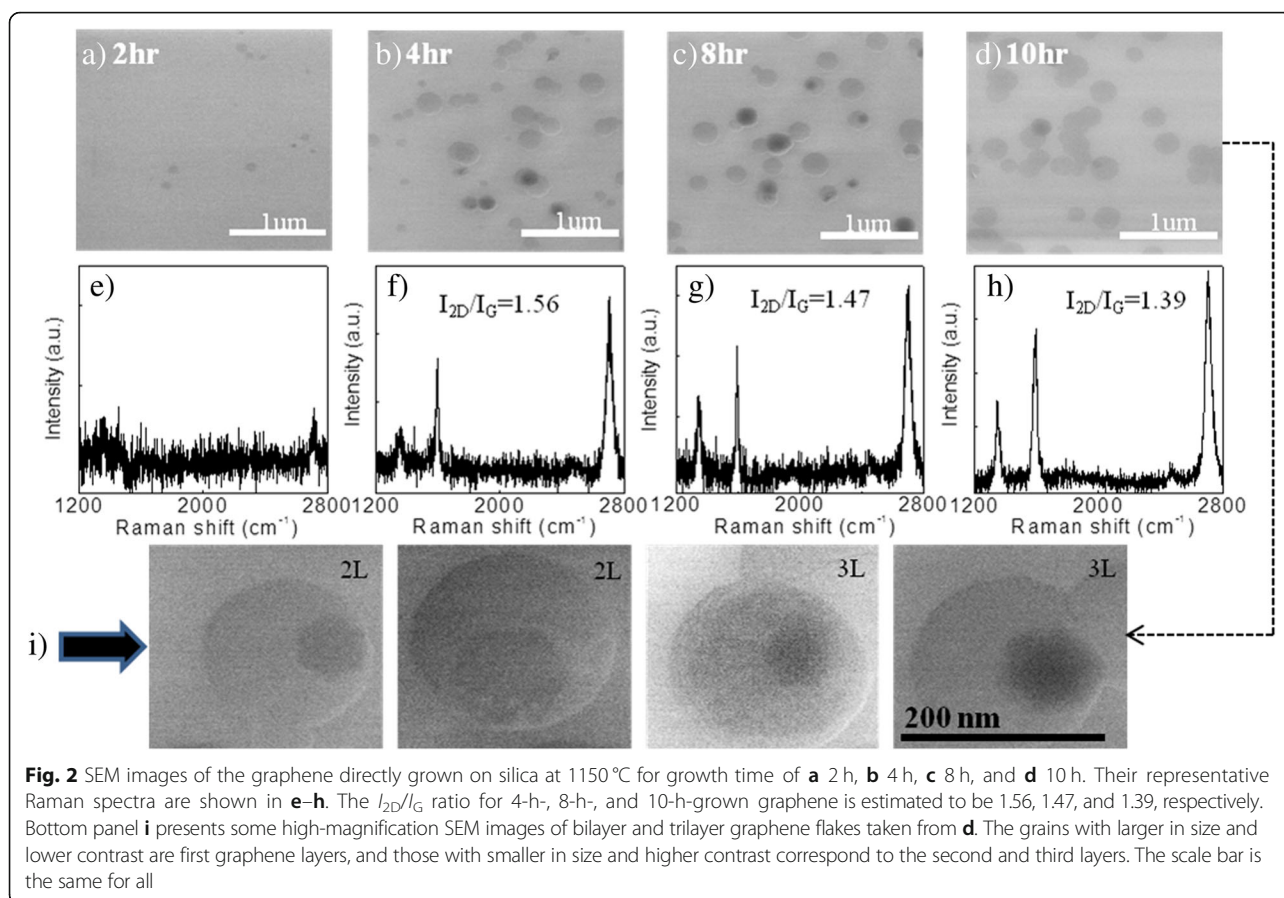 a) 2hr
b) 4hr
c) 8hr
d) 10hr
1um
1um
1um
1um
e)
f)
g)
h)
I2D/IG=1.56
I2D/IG=1.47
I2D/IG=1.39
Intensity (a.u.)
Intensity (a.u.)
Intensity (a.u.)
Intensity (a.u.)
1200 2000 2800
1200 2000 2800
1200 2000 2800
1200 2000 2800
Raman shift (cm⁻¹)
Raman shift (cm⁻¹)
Raman shift (cm⁻¹)
Raman shift (cm⁻¹)
i)
2L
2L
3L
3L
200 nm
Fig. 2 SEM images of the graphene directly grown on silica at 1150 °C for growth time of a 2 h, b 4 h, c 8 h, and d 10 h. Their representative
Raman spectra are shown in e–h. The I2D/IG ratio for 4-h-, 8-h-, and 10-h-grown graphene is estimated to be 1.56, 1.47, and 1.39, respectively.
Bottom panel i presents some high-magnification SEM images of bilayer and trilayer graphene flakes taken from d. The grains with larger in size and
lower contrast are first graphene layers, and those with smaller in size and higher contrast correspond to the second and third layers. The scale bar is
the same for all